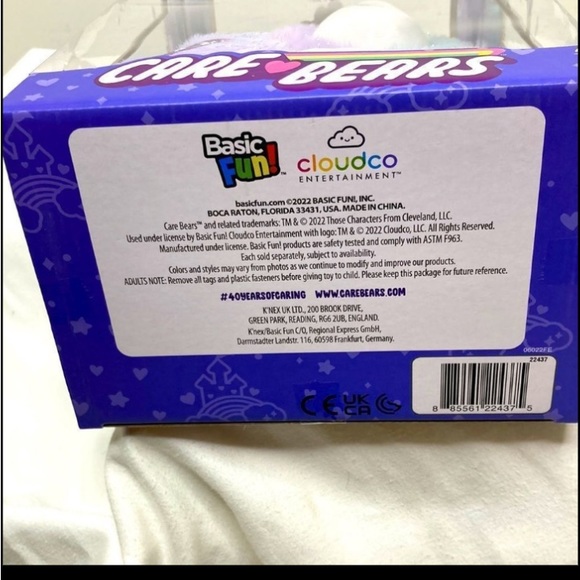 CARE BEARS
Basic Fun!™
cloudco
ENTERTAINMENT™
basicfun.com ©2022 BASIC FUN!, INC.
BOCA RATON, FLORIDA 33431, USA. MADE IN CHINA.
Care Bears™ and related trademarks: TM & © 2022 Those Characters From Cleveland, LLC.
Used under license by Basic Fun! Cloudco Entertainment with logo: TM & © 2022 Cloudco, LLC. All Rights Reserved.
Manufactured under license. Basic Fun! products are safety tested and comply with ASTM F963.
Each sold separately, subject to availability.
Colors and styles may vary from photos as we continue to modify and improve our products.
ADULTS NOTE: Remove all tags and plastic fasteners before giving toy to child. Please keep this package for future reference.
#40YEARSOFCARING WWW.CAREBEARS.COM
K'NEX UK LTD., 200 BROOK DRIVE,
GREEN PARK, READING, RG6 2UB, ENGLAND.
K'nex/Basic Fun C/O, Regional Express GmbH,
Darmstadter Landstr. 116, 60598 Frankfurt, Germany.
22437
8 85561 22437 5
CE UK CA